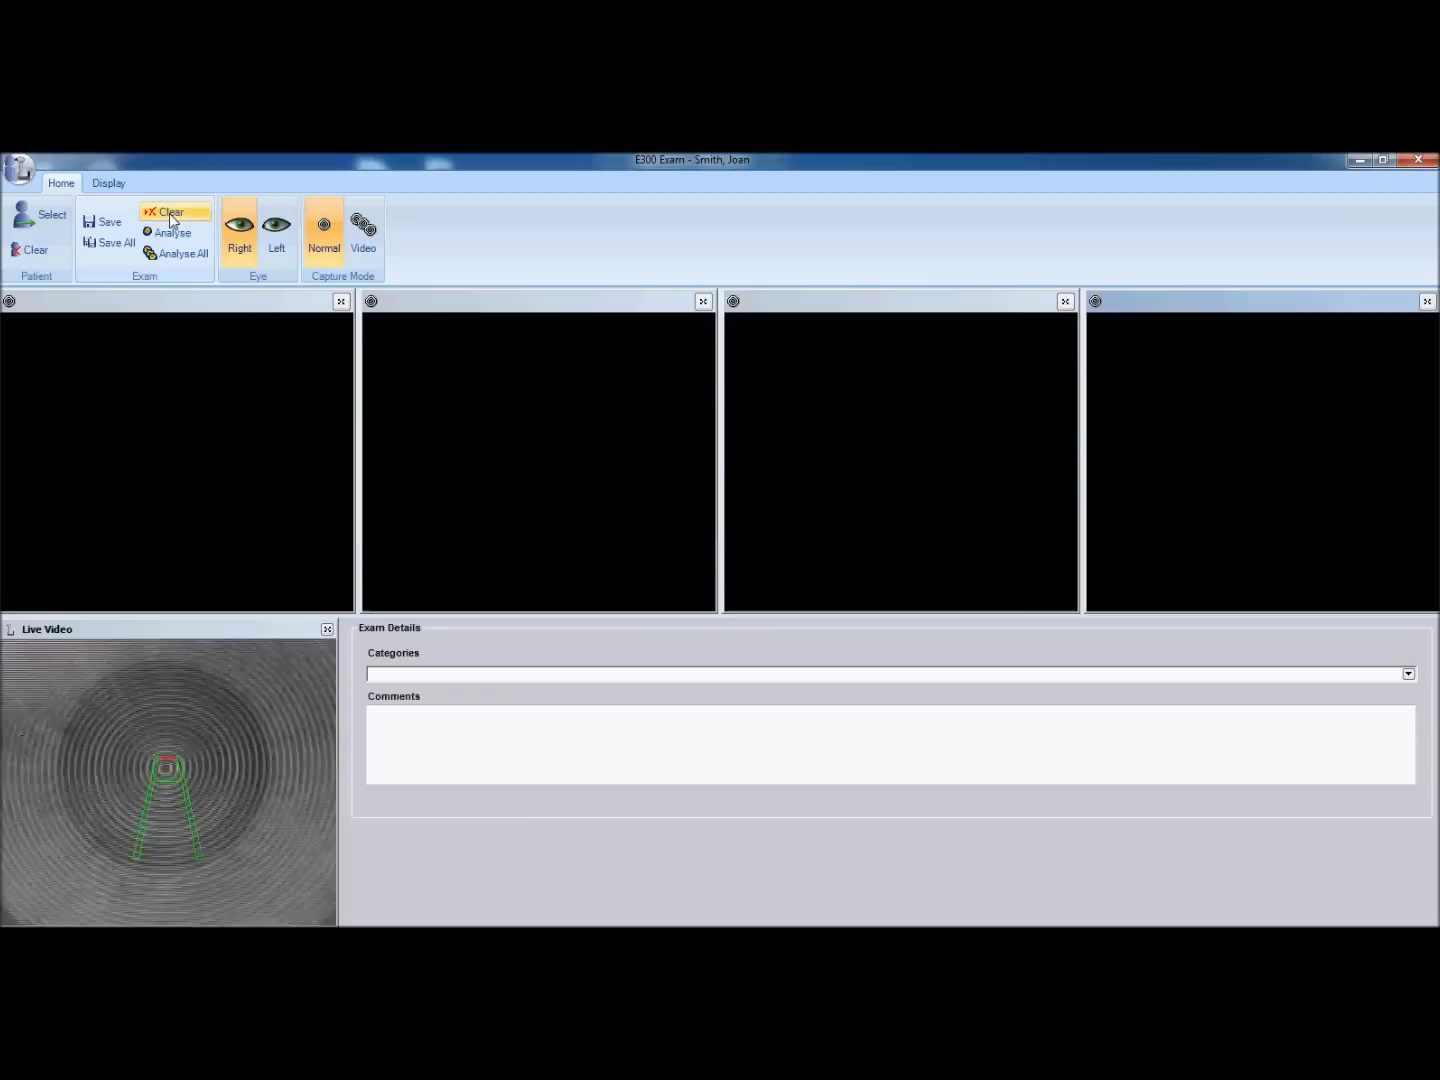 E300 Exam - Smith, Joan
Home
Display
Select
Clear
Patient
Save
Save All
Clear
Analyse
Analyse All
Exam
Right
Left
Eye
Normal
Video
Capture Mode
Live Video
Exam Details
Categories
Comments